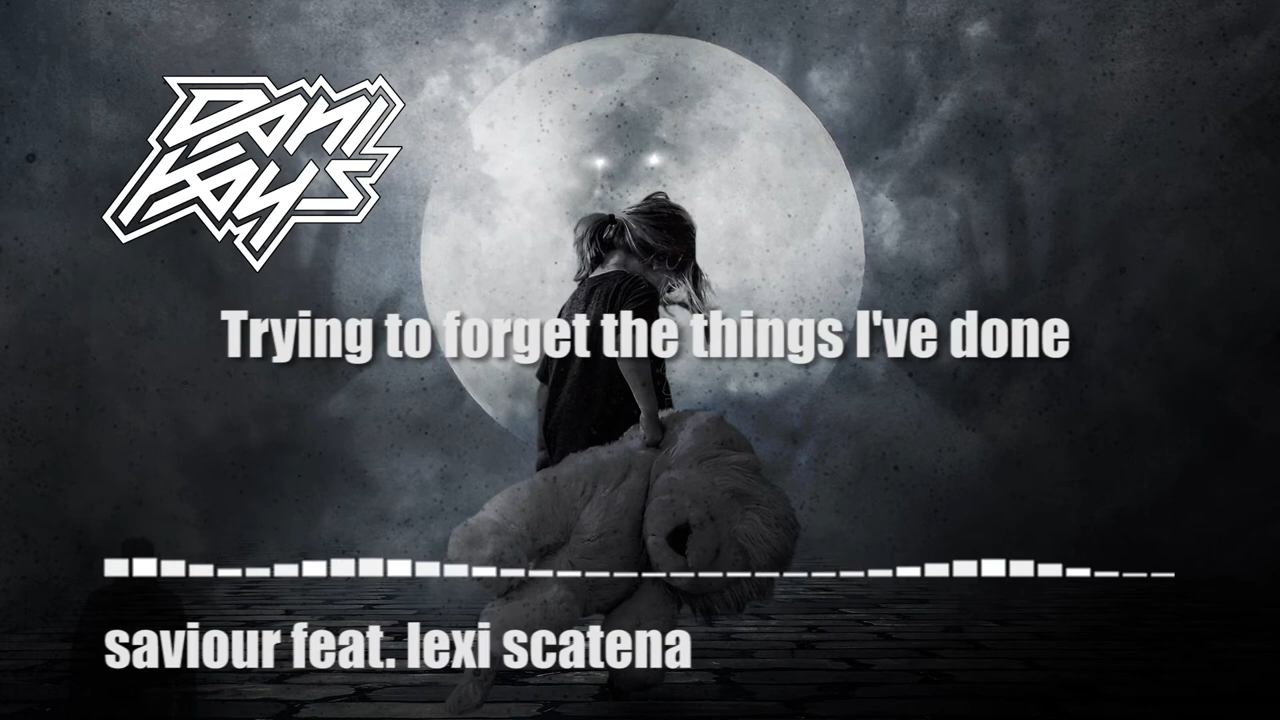 Dani
Kays
Trying to forget the things I've done
saviour feat. lexi scatena